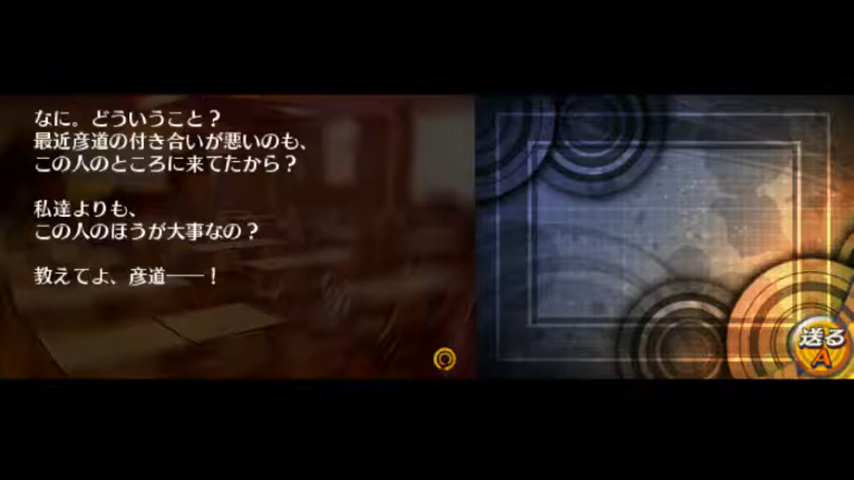 なに。どういうこと？
最近彦道の付き合いが悪いのも、
この人のところに来てたから？
私達よりも、
この人のほうが大事なの？
教えてよ、彦道――！
送る
A